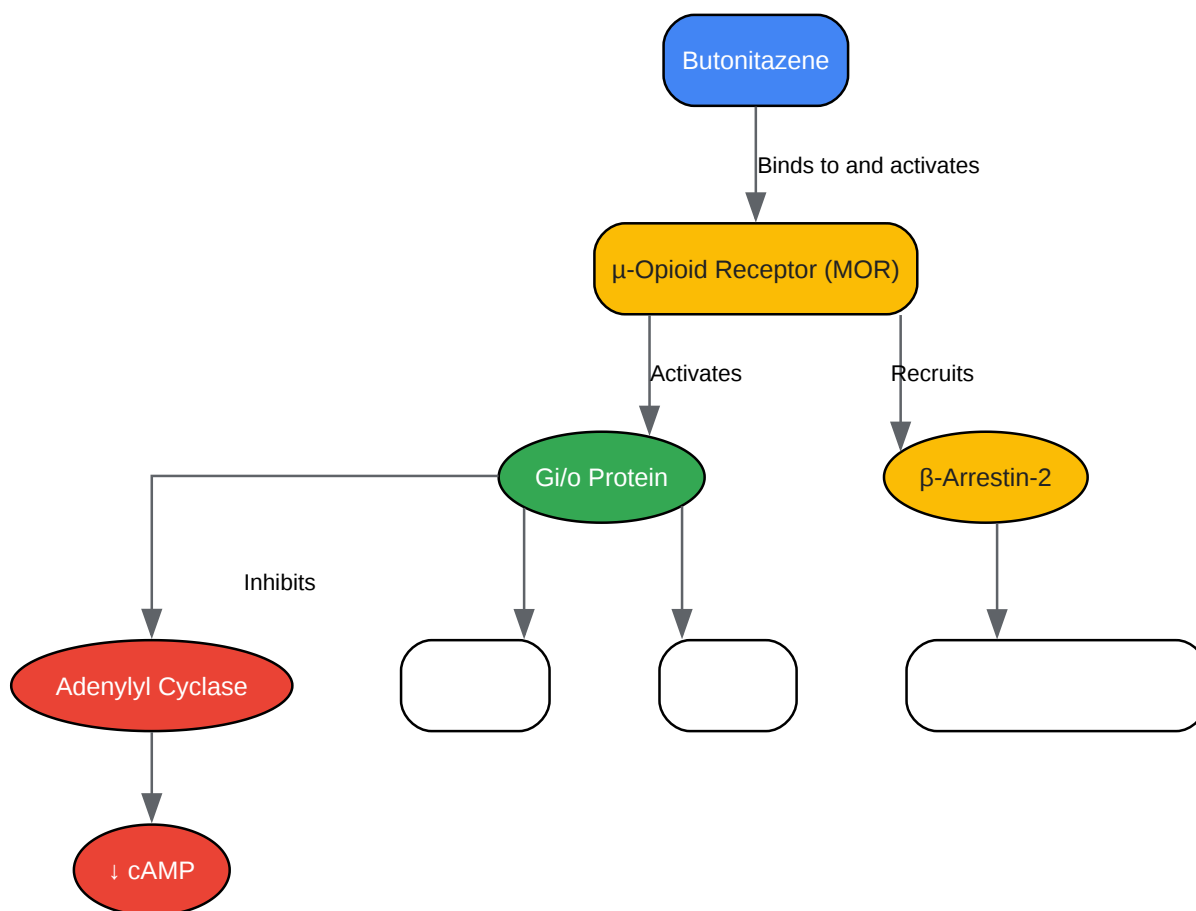 Butonitazene
Binds to and activates
μ-Opioid Receptor (MOR)
Activates
Recruits
Gi/o Protein
β-Arrestin-2
Inhibits
Adenylyl Cyclase
↓ cAMP